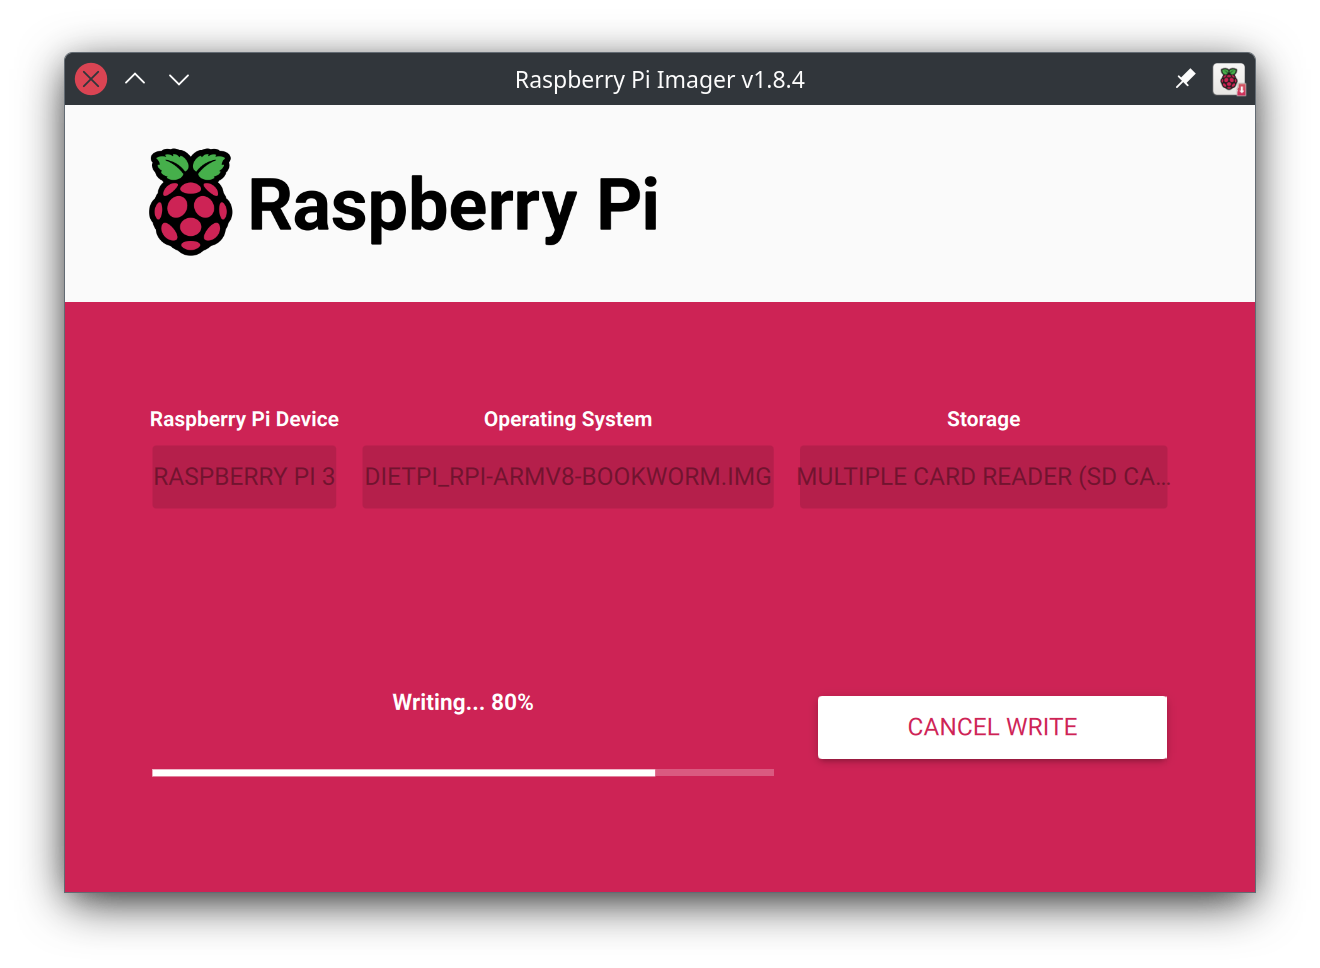 Raspberry Pi Imager v1.8.4
Raspberry Pi
Raspberry Pi Device
Operating System
Storage
RASPBERRY PI 3
DIETPI_RPI-ARMV8-BOOKWORM.IMG
MULTIPLE CARD READER (SD CA...
Writing... 80%
CANCEL WRITE